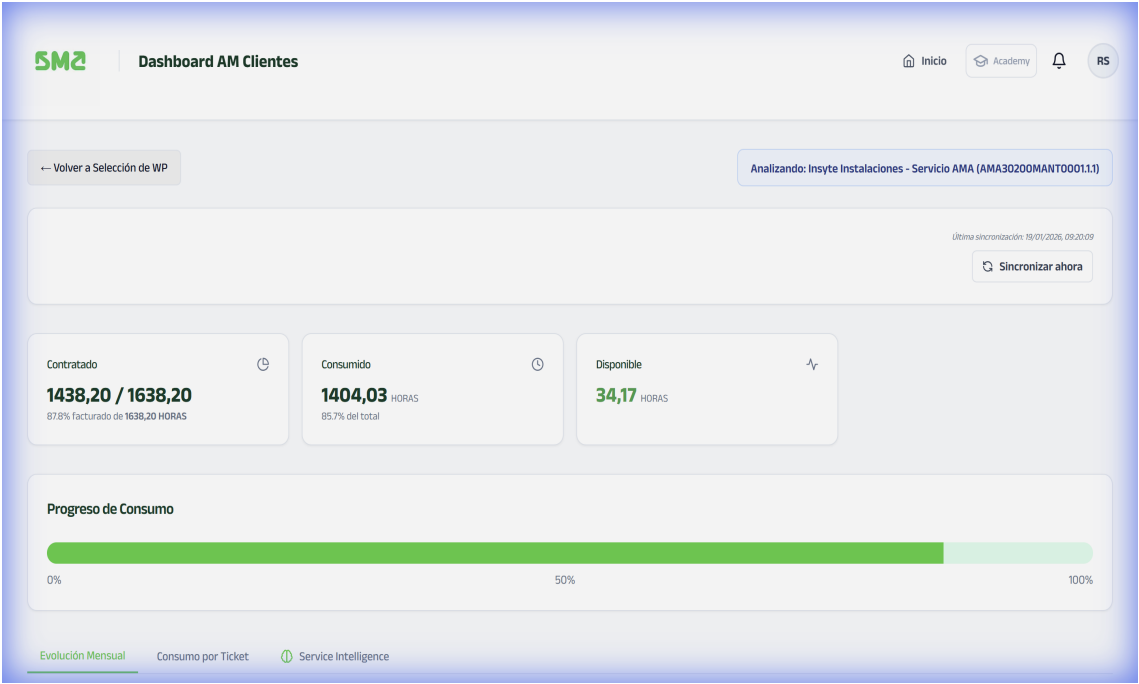 SM2
Dashboard AM Clientes
Inicio
Academy
RS
← Volver a Selección de WP
Analizando: Insyte Instalaciones - Servicio AMA (AMA30200MANT0001.1.1)
Última sincronización: 19/01/2026, 09:20:09
Sincronizar ahora
Contratado
1438,20 / 1638,20
87.8% facturado de 1638,20 HORAS
Consumido
1404,03 HORAS
85.7% del total
Disponible
34,17 HORAS
Progreso de Consumo
0% 50% 100%
Evolución Mensual Consumo por Ticket Service Intelligence